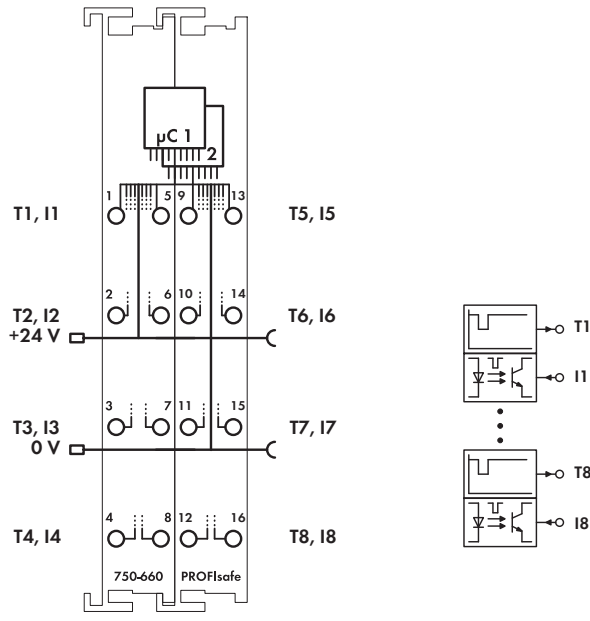 µC 1
2
1 5 9 13
T1, I1 T5, I5
2 6 10 14
T2, I2 T6, I6
+24 V
3 7 11 15
T3, I3 T7, I7
0 V
4 8 12 16
T4, I4 T8, I8
750-660 PROFIsafe
T1
I1
T8
I8